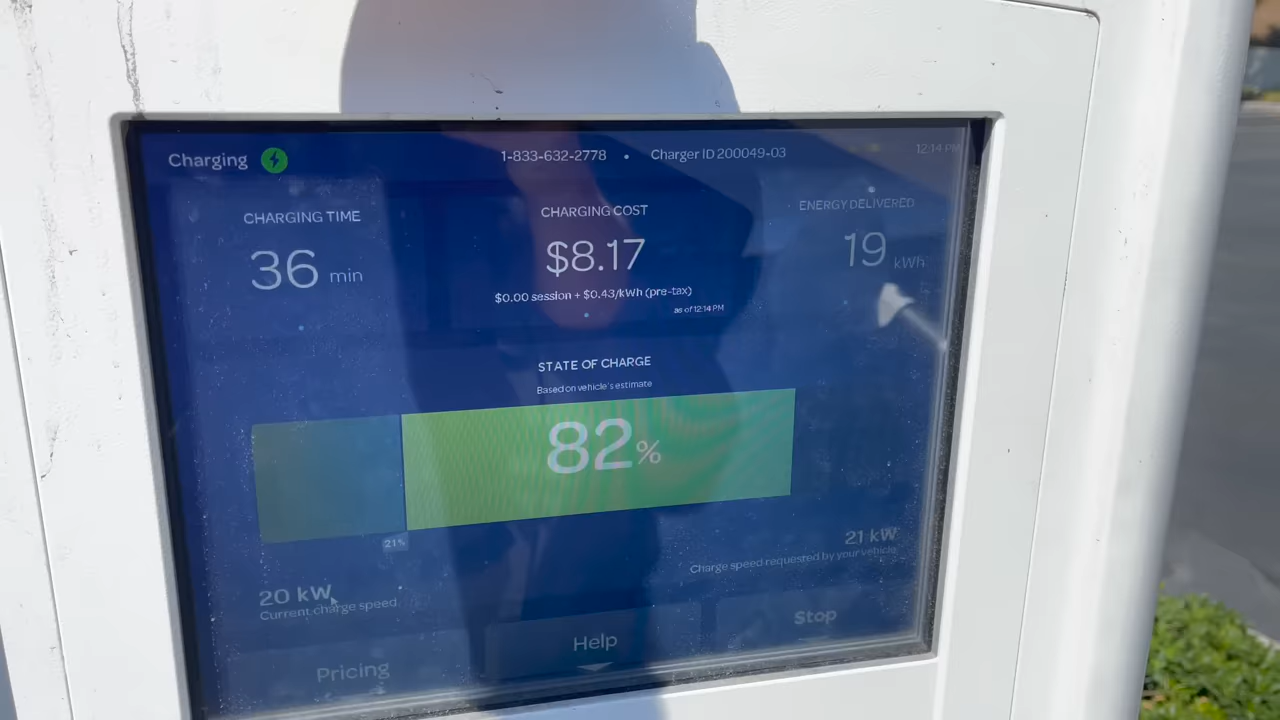 Charging
1-833-632-2778 • Charger ID 200049-03
12:14 PM
CHARGING TIME
36 min
CHARGING COST
$8.17
$0.00 session + $0.43/kWh (pre-tax)
as of 12:14 PM
ENERGY DELIVERED
19 kWh
STATE OF CHARGE
Based on vehicle's estimate
82%
21%
20 kW
Current charge speed
21 kW
Charge speed requested by your vehicle
Pricing
Help
Stop